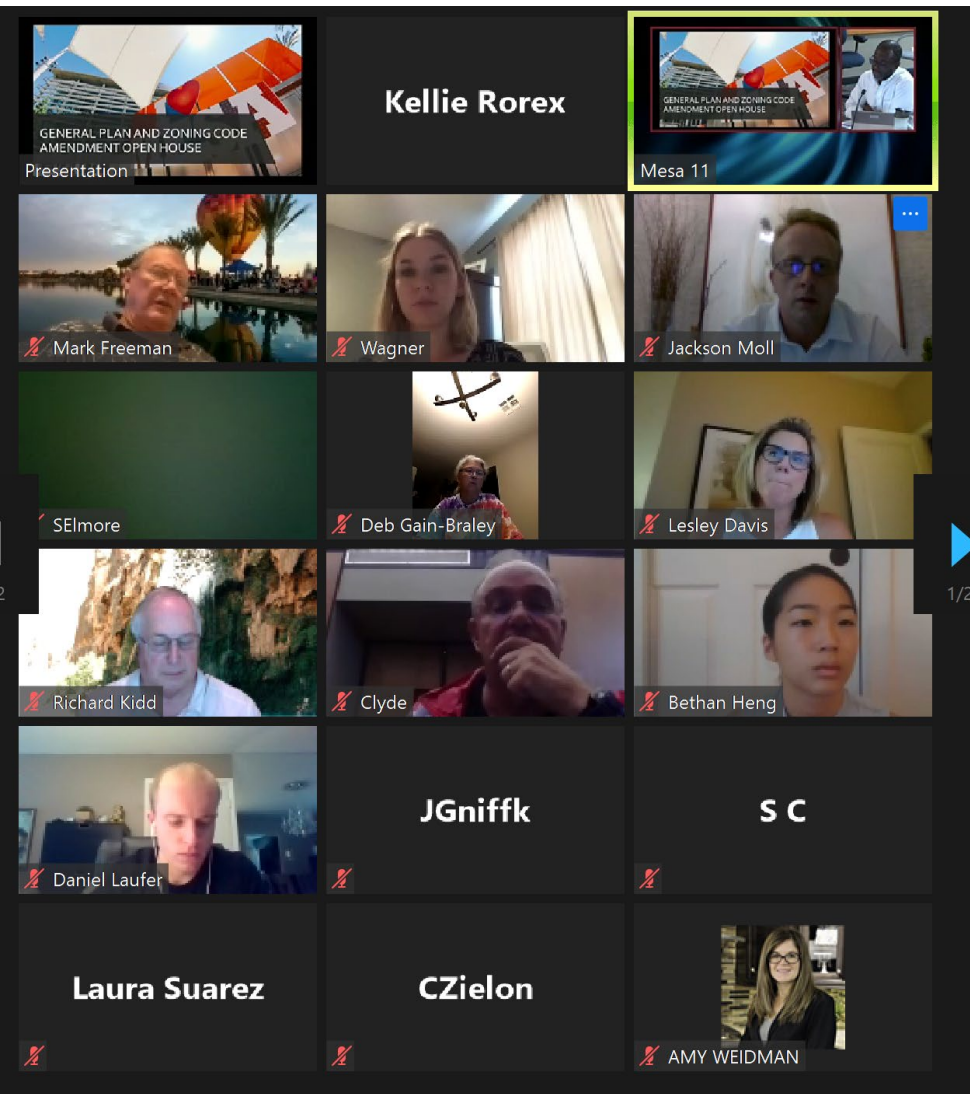 GENERAL PLAN AND ZONING CODE
AMENDMENT OPEN HOUSE
Presentation
Kellie Rorex
GENERAL PLAN AND ZONING CODE
AMENDMENT OPEN HOUSE
Mesa 11
Mark Freeman
Wagner
Jackson Moll
SElmore
Deb Gain-Braley
Lesley Davis
2
1/2
Richard Kidd
Clyde
Bethan Heng
Daniel Laufer
JGniffk
S C
Laura Suarez
CZielon
AMY WEIDMAN